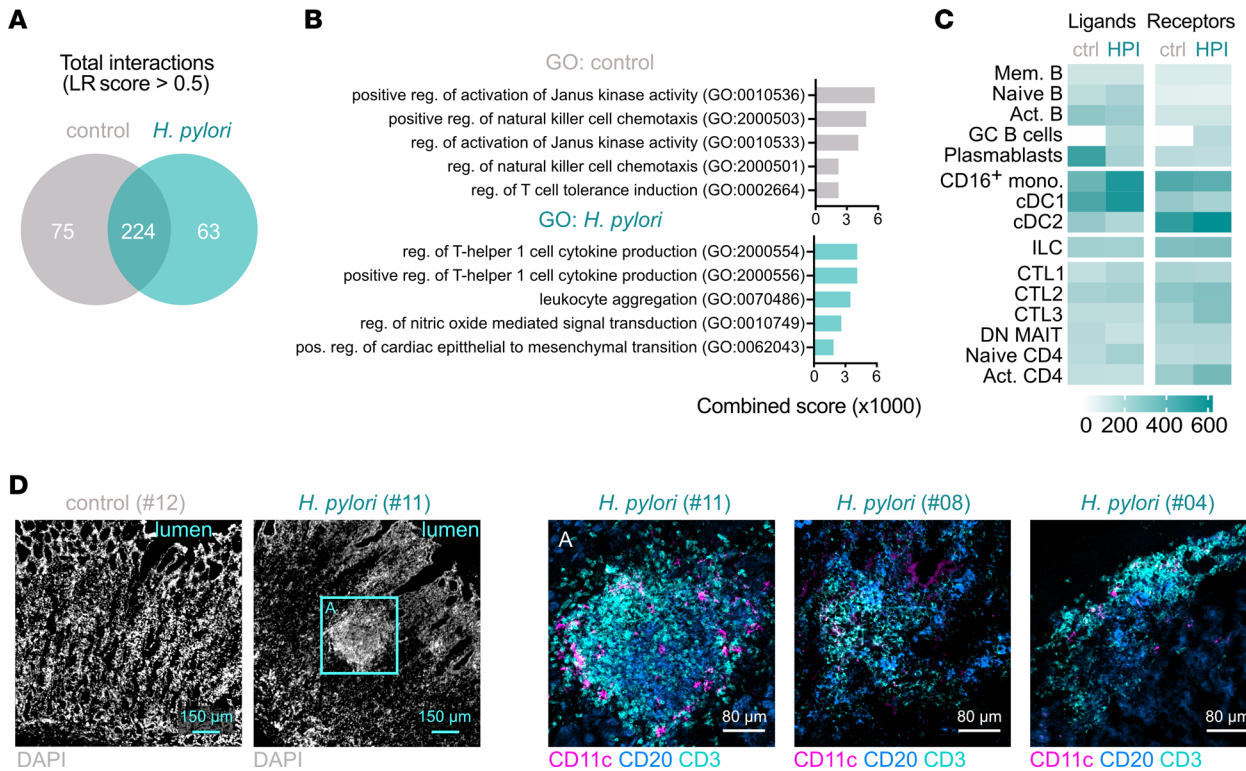 A
Total interactions
(LR score > 0.5)
control H. pylori
75 224 63
B
GO: control
positive reg. of activation of Janus kinase activity (GO:0010536)
positive reg. of natural killer cell chemotaxis (GO:2000503)
reg. of activation of Janus kinase activity (GO:0010533)
reg. of natural killer cell chemotaxis (GO:2000501)
reg. of T cell tolerance induction (GO:0002664)
0 3 6
GO: H. pylori
reg. of T-helper 1 cell cytokine production (GO:2000554)
positive reg. of T-helper 1 cell cytokine production (GO:2000556)
leukocyte aggregation (GO:0070486)
reg. of nitric oxide mediated signal transduction (GO:0010749)
pos. reg. of cardiac epitthelial to mesenchymal transition (GO:0062043)
0 3 6
Combined score (x1000)
C
Ligands Receptors
ctrl HPI ctrl HPI
Mem. B
Naive B
Act. B
GC B cells
Plasmablasts
CD16+ mono.
cDC1
cDC2
ILC
CTL1
CTL2
CTL3
DN MAIT
Naive CD4
Act. CD4
0 200 400 600
D
control (#12)
lumen
150 µm
DAPI
H. pylori (#11)
lumen
A
150 µm
DAPI
H. pylori (#11)
A
80 µm
CD11c CD20 CD3
H. pylori (#08)
80 µm
CD11c CD20 CD3
H. pylori (#04)
80 µm
CD11c CD20 CD3